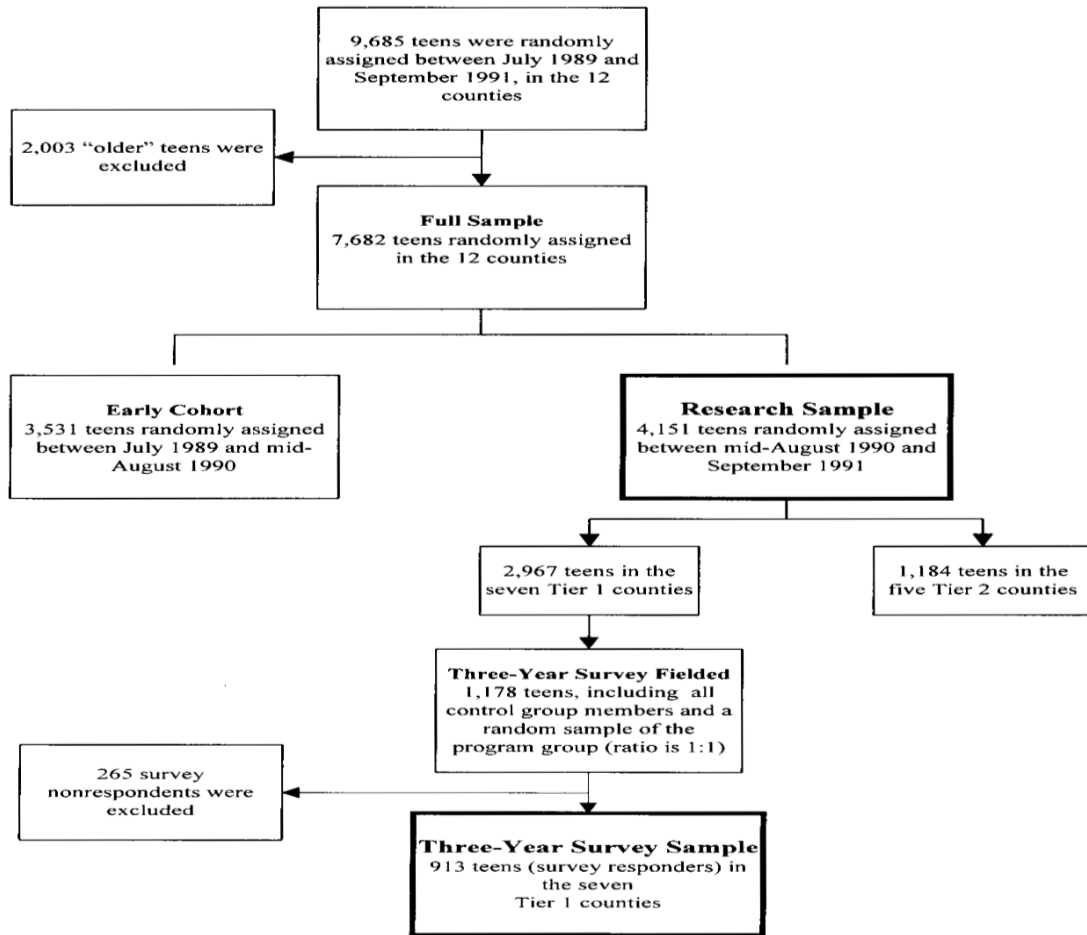 9,685 teens were randomly
assigned between July 1989 and
September 1991, in the 12
counties
2,003 “older” teens were
excluded
Full Sample
7,682 teens randomly assigned
in the 12 counties
Early Cohort
3,531 teens randomly assigned
between July 1989 and mid-
August 1990
Research Sample
4,151 teens randomly assigned
between mid-August 1990 and
September 1991
2,967 teens in the
seven Tier 1 counties
1,184 teens in the
five Tier 2 counties
Three-Year Survey Fielded
1,178 teens, including all
control group members and a
random sample of the
program group (ratio is 1:1)
265 survey
nonrespondents were
excluded
Three-Year Survey Sample
913 teens (survey responders) in
the seven
Tier 1 counties